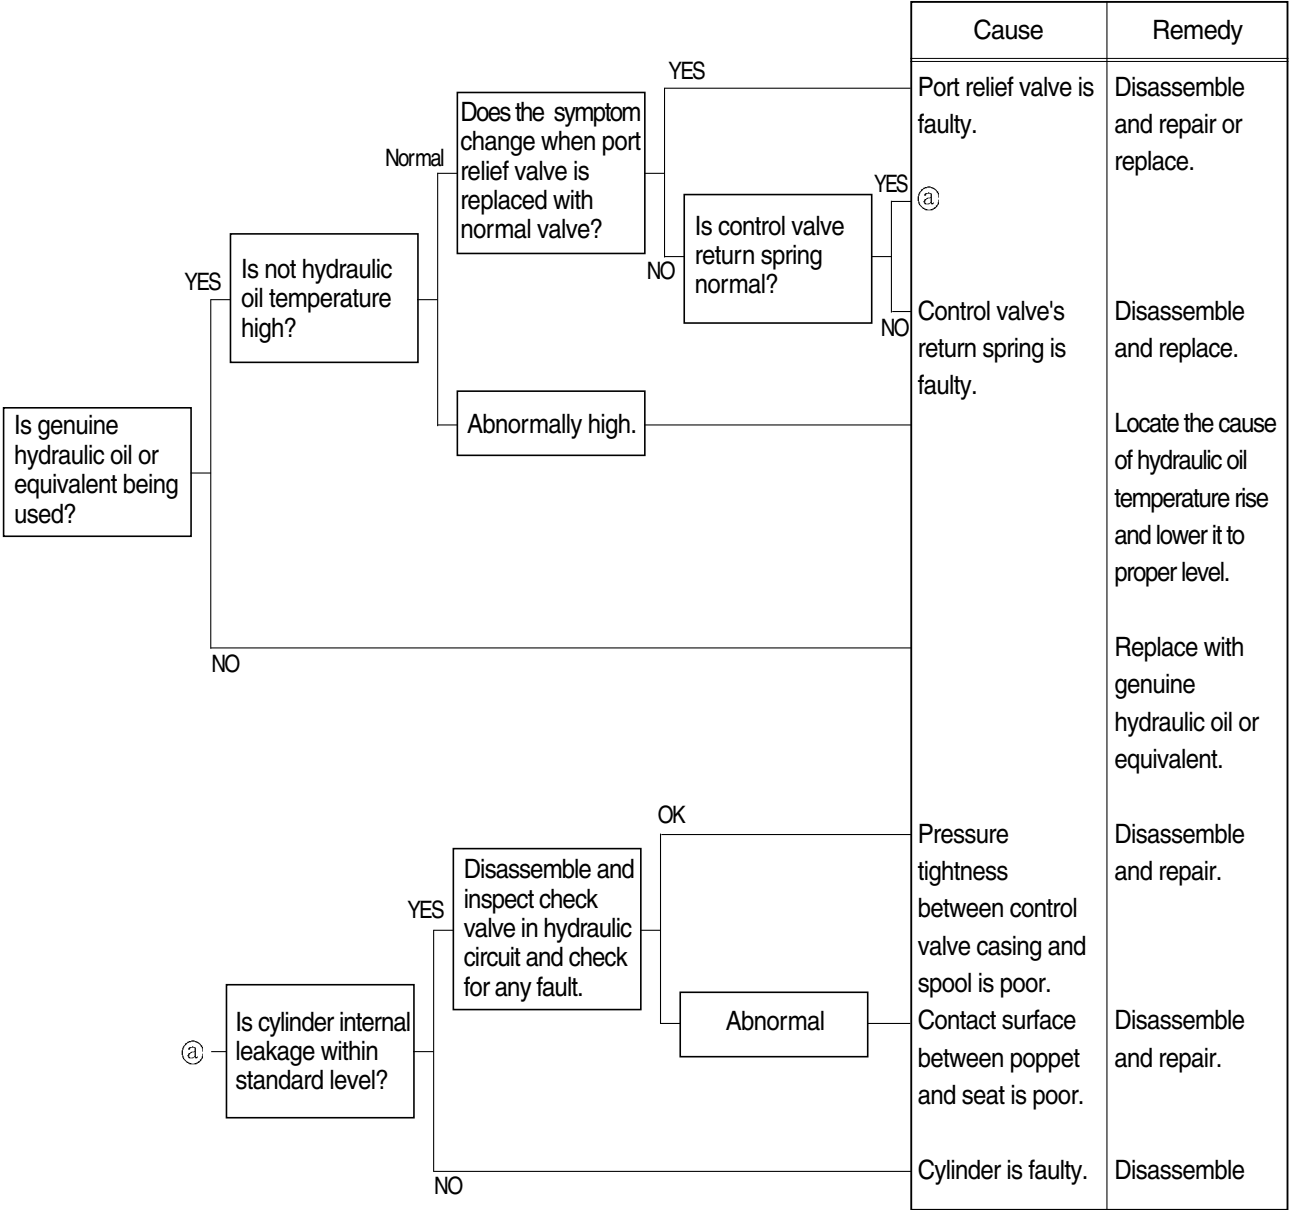 Cause
Remedy
YES
Port relief valve is
faulty.
Disassemble
and repair or
replace.
Does the symptom
change when port
relief valve is
replaced with
normal valve?
Normal
YES
ⓐ
Is control valve
return spring
normal?
NO
Is not hydraulic
oil temperature
high?
YES
NO
Control valve's
return spring is
faulty.
Disassemble
and replace.
Abnormally high.
Is genuine
hydraulic oil or
equivalent being
used?
Locate the cause
of hydraulic oil
temperature rise
and lower it to
proper level.
NO
Replace with
genuine
hydraulic oil or
equivalent.
OK
Pressure
tightness
between control
valve casing and
spool is poor.
Disassemble
and repair.
Disassemble and
inspect check
valve in hydraulic
circuit and check
for any fault.
YES
Abnormal
Contact surface
between poppet
and seat is poor.
Disassemble
and repair.
ⓐ
Is cylinder internal
leakage within
standard level?
NO
Cylinder is faulty.
Disassemble